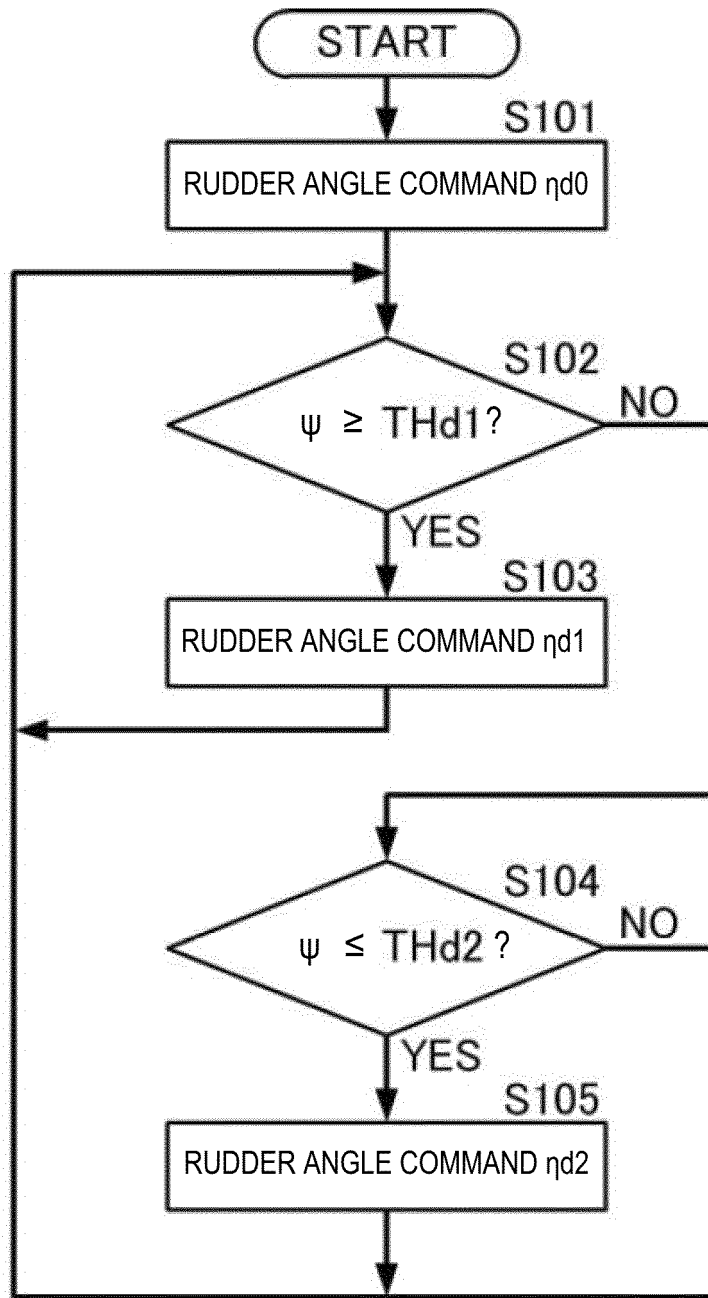 START
S101
RUDDER ANGLE COMMAND ηd0
S102
ψ ≥ THd1?
NO
YES
S103
RUDDER ANGLE COMMAND ηd1
S104
ψ ≤ THd2 ?
NO
YES
S105
RUDDER ANGLE COMMAND ηd2